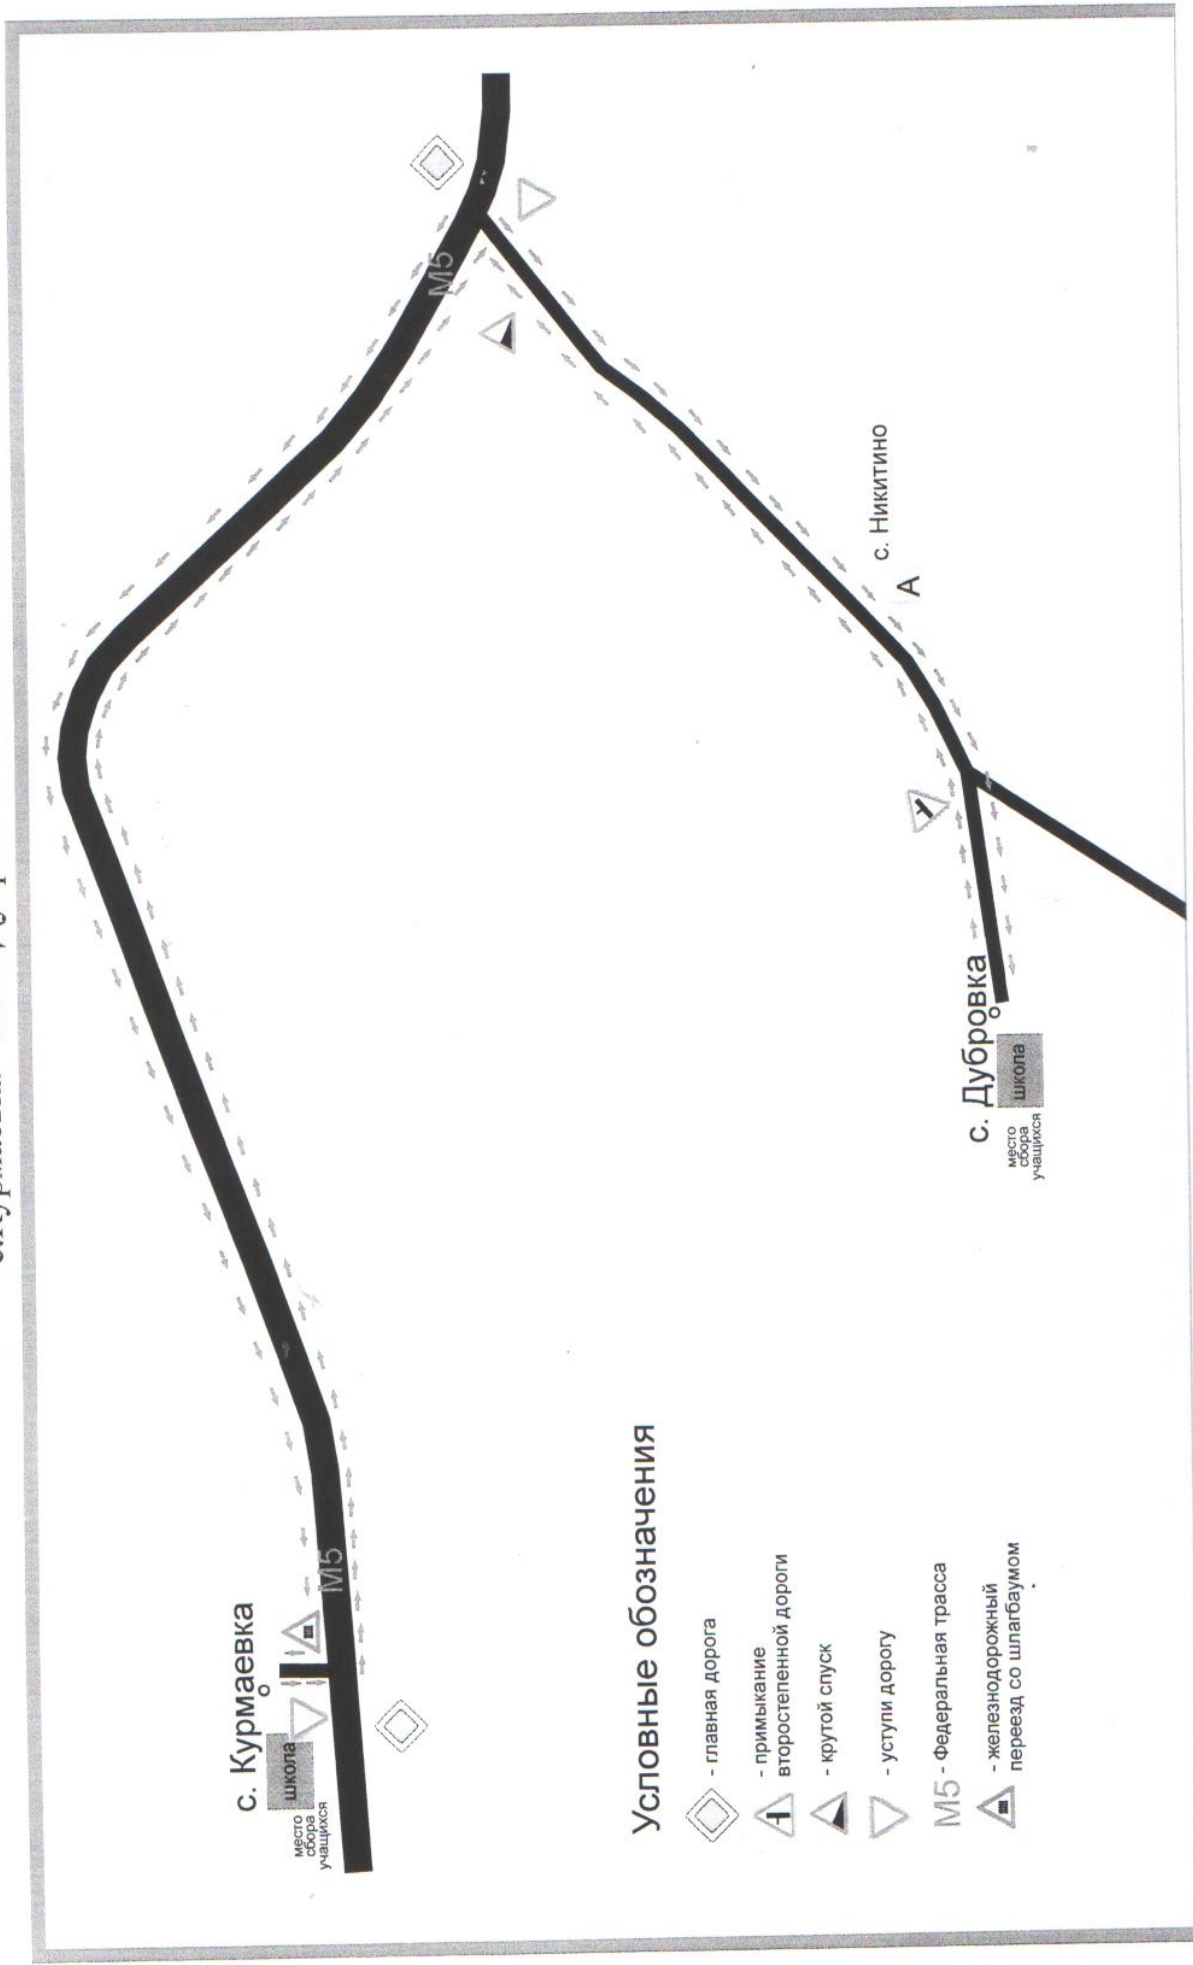 М5
с. Курмаевка
школа
место
сбора
учащихся
М5
с. Никитино
А
с. Дубровка
школа
место
сбора
учащихся
Условные обозначения
- главная дорога
- примыкание
второстепенной дороги
- крутой спуск
- уступи дорогу
М5 - Федеральная трасса
- железнодорожный
переезд со шлагбаумом